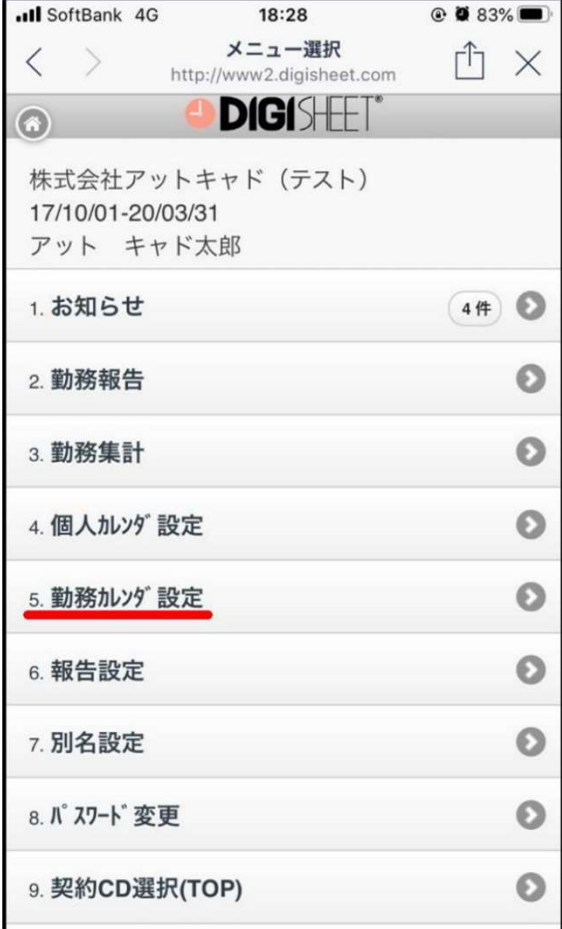 SoftBank 4G 18:28 83%
メニュー選択
http://www2.digisheet.com
DIGISHEET®
株式会社アットキャド（テスト）
17/10/01-20/03/31
アット　キャド太郎
1. お知らせ 4件
2. 勤務報告
3. 勤務集計
4. 個人ｶﾚﾝﾀﾞ設定
5. 勤務ｶﾚﾝﾀﾞ設定
6. 報告設定
7. 別名設定
8. ﾊﾟｽﾜｰﾄﾞ変更
9. 契約CD選択(TOP)